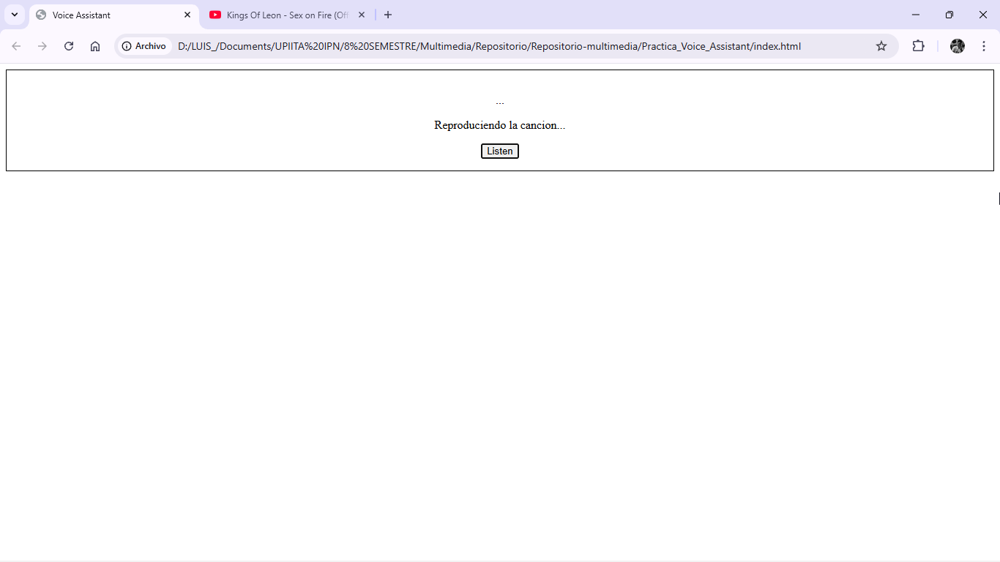 Voice Assistant
Kings Of Leon - Sex on Fire (Off
Archivo
D:/LUIS_/Documents/UPIITA%20IPN/8%20SEMESTRE/Multimedia/Repositorio/Repositorio-multimedia/Practica_Voice_Assistant/index.html
...
Reproduciendo la cancion...
Listen